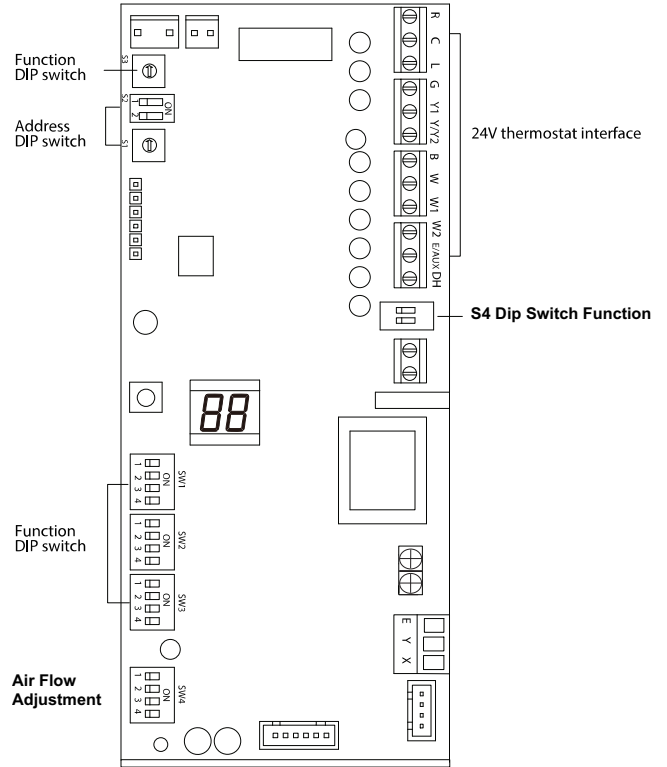 S3
Function
DIP switch
S2
1
2
ON
Address
DIP switch
S1
R
C
L
G
Y1
Y/Y2
B
W
W1
W2
E/AUX
DH
24V thermostat interface
S4 Dip Switch Function
88
1
2
3
4
ON
SW1
Function
DIP switch
1
2
3
4
ON
SW2
1
2
3
4
ON
SW3
E
Y
X
Air Flow
Adjustment
1
2
3
4
ON
SW4